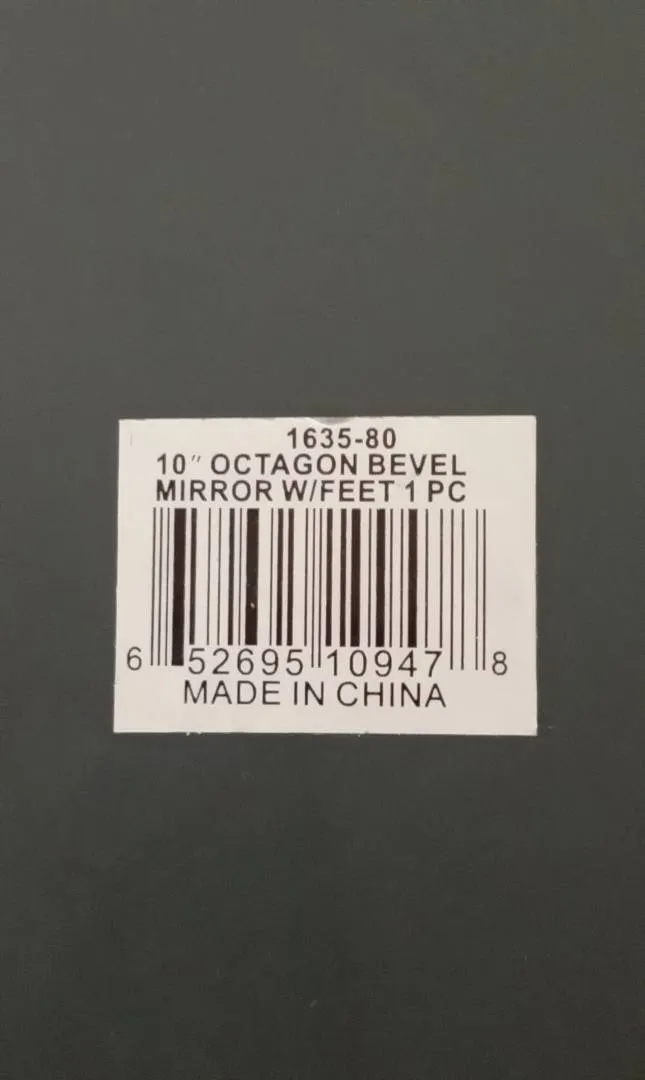 1635-80
10″ OCTAGON BEVEL
MIRROR W/FEET 1 PC
6 52695 10947 8
MADE IN CHINA